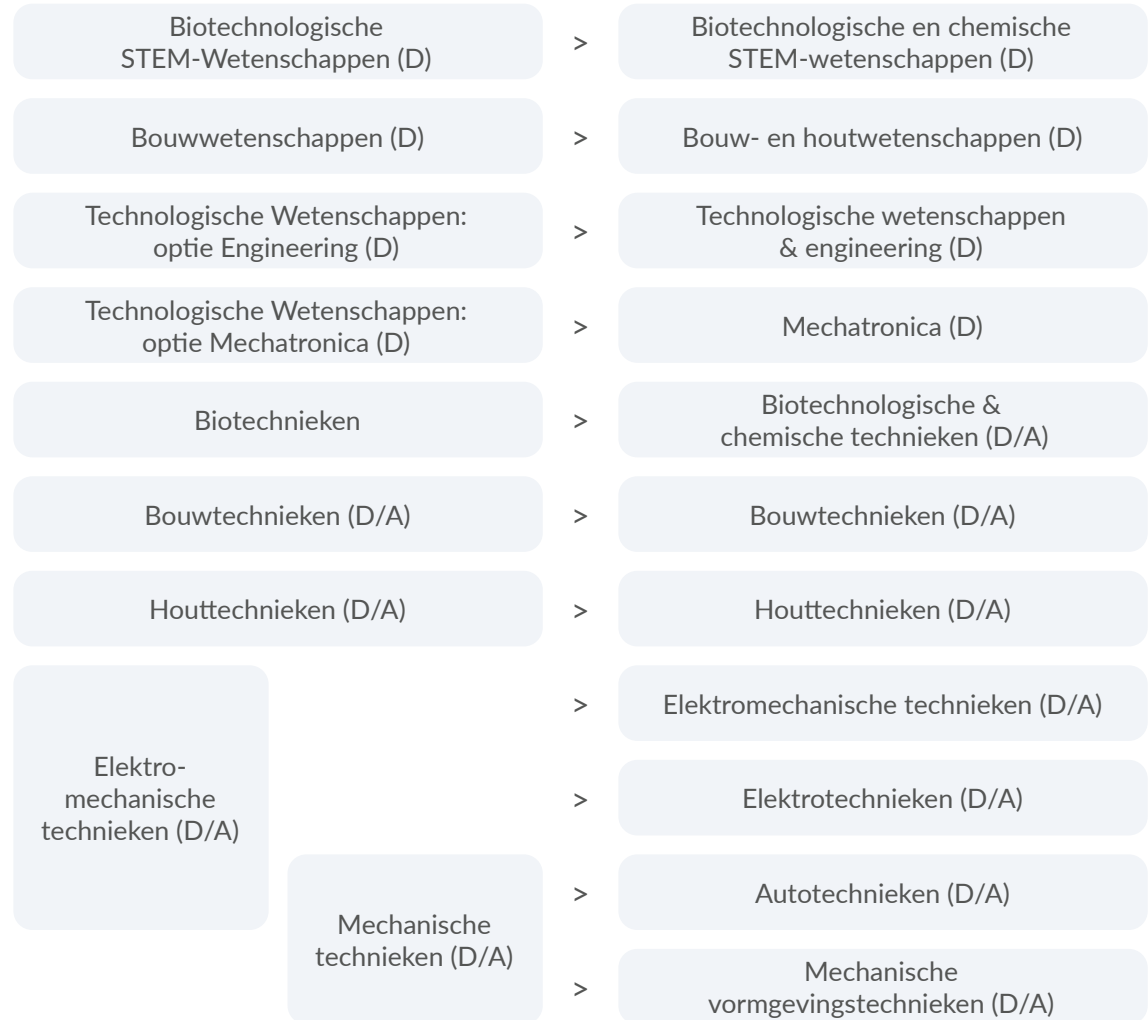 Biotechnologische
STEM-Wetenschappen (D)
>
Biotechnologische en chemische
STEM-wetenschappen (D)
Bouwwetenschappen (D)
>
Bouw- en houtwetenschappen (D)
Technologische Wetenschappen:
optie Engineering (D)
>
Technologische wetenschappen
& engineering (D)
Technologische Wetenschappen:
optie Mechatronica (D)
>
Mechatronica (D)
Biotechnieken
>
Biotechnologische &
chemische technieken (D/A)
Bouwtechnieken (D/A)
>
Bouwtechnieken (D/A)
Houttechnieken (D/A)
>
Houttechnieken (D/A)
Elektro-
mechanische
technieken (D/A)
>
Elektromechanische technieken (D/A)
>
Elektrotechnieken (D/A)
Mechanische
technieken (D/A)
>
Autotechnieken (D/A)
>
Mechanische
vormgevingstechnieken (D/A)